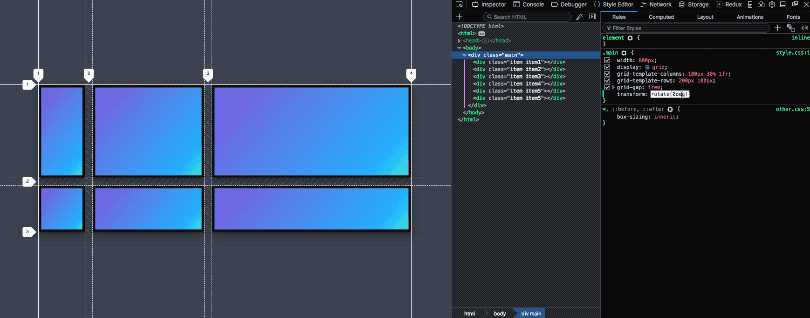 Inspector Console Debugger Style Editor Network Storage Redux
Search HTML
Rules Computed Layout Animations Fonts
Filter Styles
<!DOCTYPE html>
<html>
<head></head>
<body>
<div class="main">
<div class="item item1"></div>
<div class="item item2"></div>
<div class="item item3"></div>
<div class="item item4"></div>
<div class="item item5"></div>
<div class="item item5"></div>
</div>
</body>
</html>
element { inline
}
.main { style.css:1
width: 800px;
display: grid;
grid-template-columns: 100px 30% 1fr;
grid-template-rows: 200px 100px;
grid-gap: 1rem;
transform: rotate(0deg)
}
*, ::before, ::after { other.css:5
box-sizing: inherit;
}
1 2 3 4
1
2
3
html body div.main